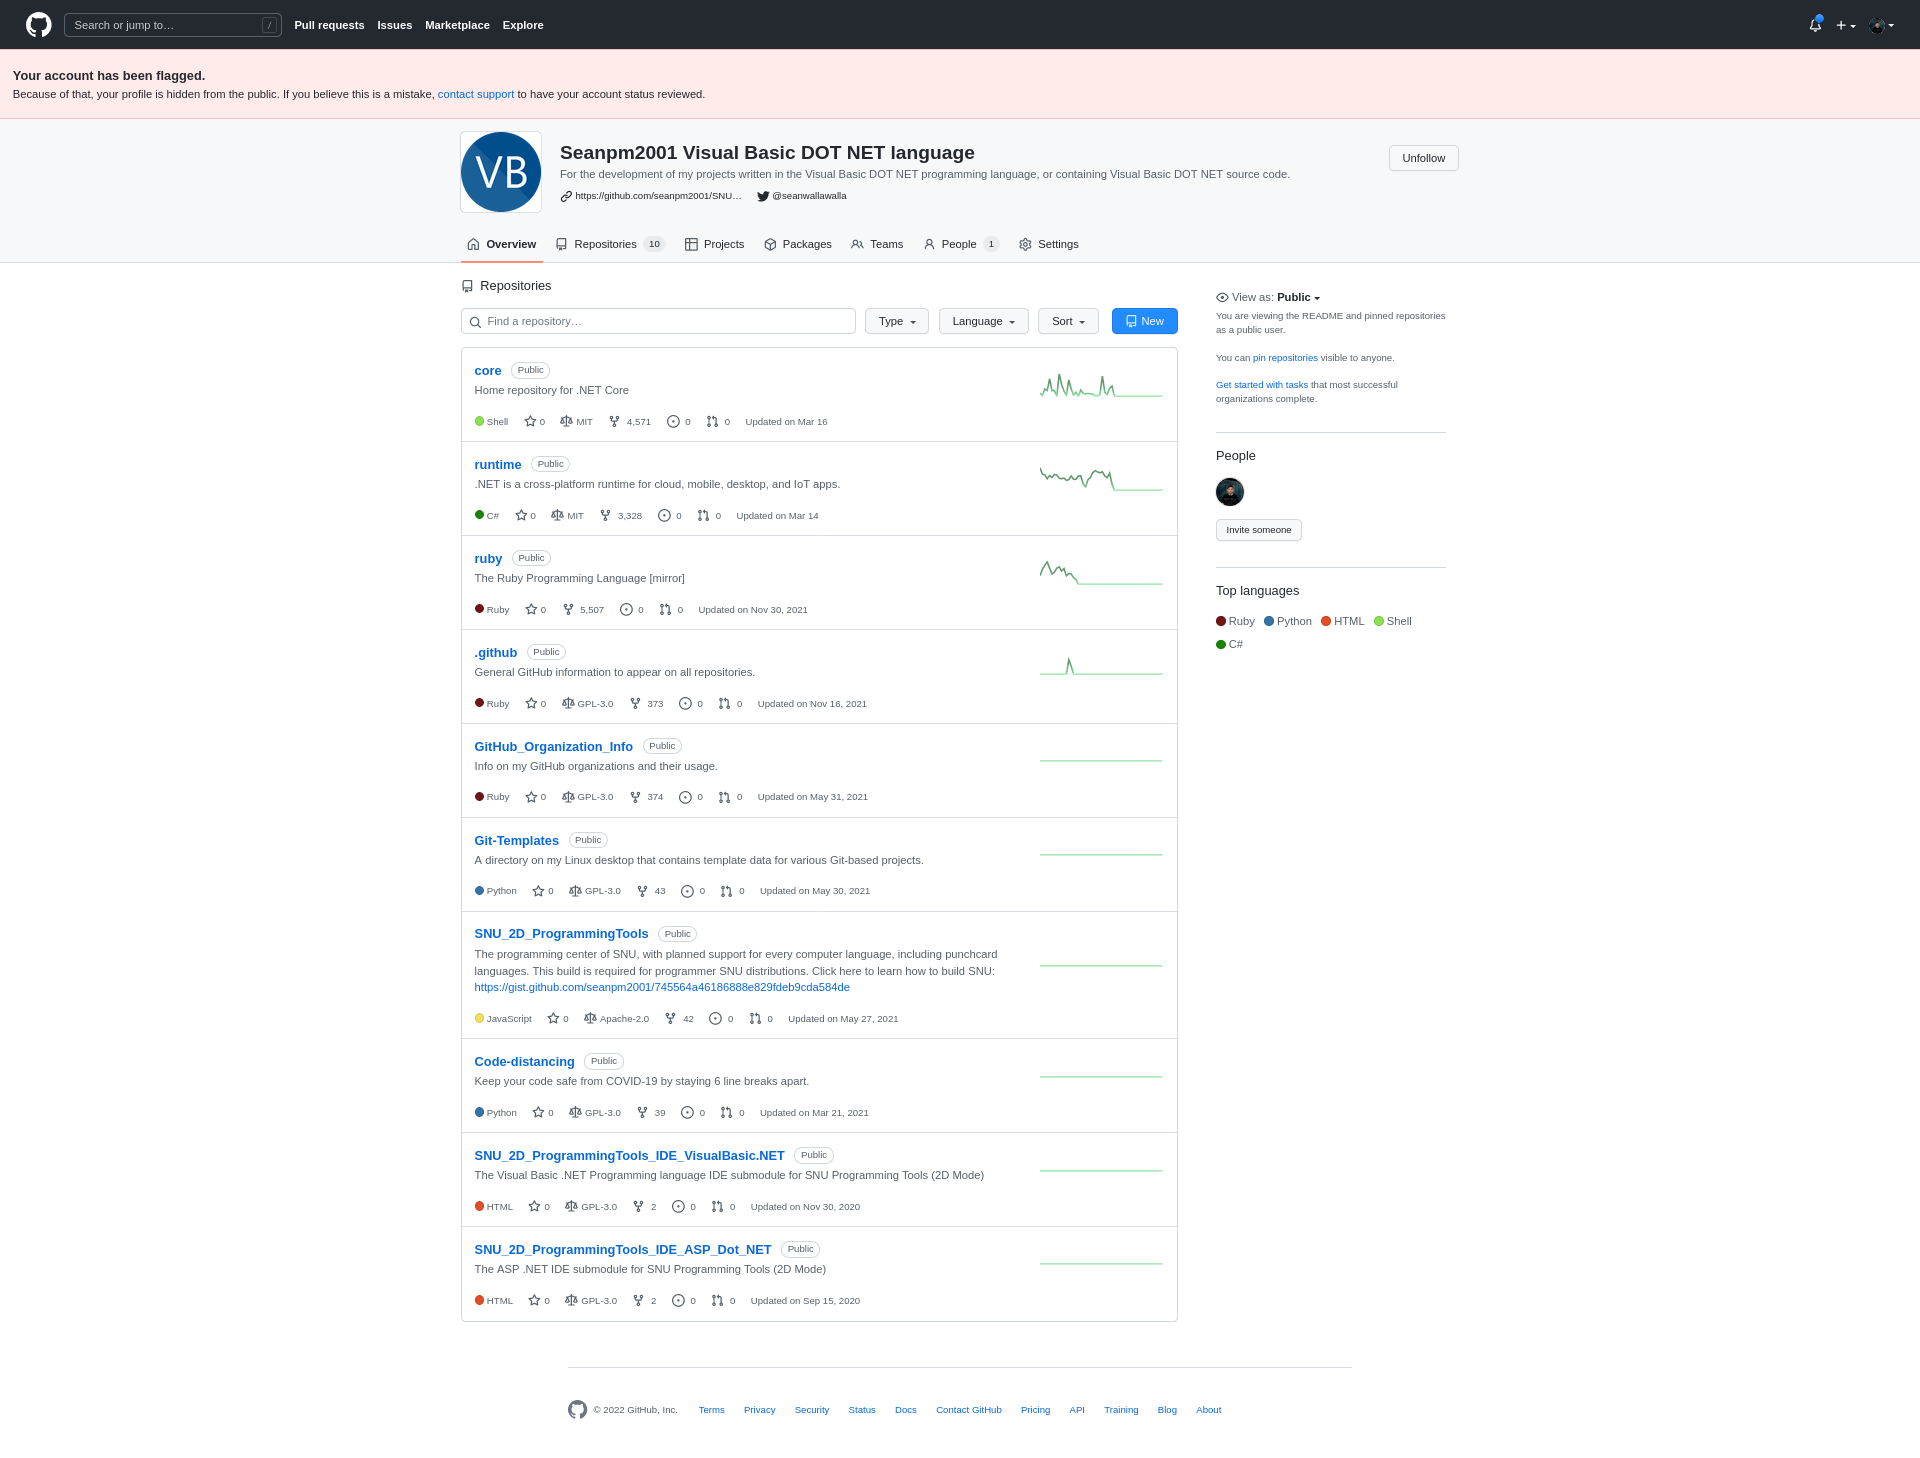 Search or jump to… /
Pull requests Issues Marketplace Explore
Your account has been flagged.
Because of that, your profile is hidden from the public. If you believe this is a mistake, contact support to have your account status reviewed.
VB
Seanpm2001 Visual Basic DOT NET language
For the development of my projects written in the Visual Basic DOT NET programming language, or containing Visual Basic DOT NET source code.
https://github.com/seanpm2001/SNU… @seanwallawalla
Unfollow
Overview Repositories 10 Projects Packages Teams People 1 Settings
Repositories
Find a repository… Type Language Sort New
core Public
Home repository for .NET Core
Shell 0 MIT 4,571 0 0 Updated on Mar 16
runtime Public
.NET is a cross-platform runtime for cloud, mobile, desktop, and IoT apps.
C# 0 MIT 3,328 0 0 Updated on Mar 14
ruby Public
The Ruby Programming Language [mirror]
Ruby 0 5,507 0 0 Updated on Nov 30, 2021
.github Public
General GitHub information to appear on all repositories.
Ruby 0 GPL-3.0 373 0 0 Updated on Nov 16, 2021
GitHub_Organization_Info Public
Info on my GitHub organizations and their usage.
Ruby 0 GPL-3.0 374 0 0 Updated on May 31, 2021
Git-Templates Public
A directory on my Linux desktop that contains template data for various Git-based projects.
Python 0 GPL-3.0 43 0 0 Updated on May 30, 2021
SNU_2D_ProgrammingTools Public
The programming center of SNU, with planned support for every computer language, including punchcard
languages. This build is required for programmer SNU distributions. Click here to learn how to build SNU:
https://gist.github.com/seanpm2001/745564a46186888e829fdeb9cda584de
JavaScript 0 Apache-2.0 42 0 0 Updated on May 27, 2021
Code-distancing Public
Keep your code safe from COVID-19 by staying 6 line breaks apart.
Python 0 GPL-3.0 39 0 0 Updated on Mar 21, 2021
SNU_2D_ProgrammingTools_IDE_VisualBasic.NET Public
The Visual Basic .NET Programming language IDE submodule for SNU Programming Tools (2D Mode)
HTML 0 GPL-3.0 2 0 0 Updated on Nov 30, 2020
SNU_2D_ProgrammingTools_IDE_ASP_Dot_NET Public
The ASP .NET IDE submodule for SNU Programming Tools (2D Mode)
HTML 0 GPL-3.0 2 0 0 Updated on Sep 15, 2020
View as: Public
You are viewing the README and pinned repositories
as a public user.
You can pin repositories visible to anyone.
Get started with tasks that most successful
organizations complete.
People
Invite someone
Top languages
Ruby Python HTML Shell
C#
© 2022 GitHub, Inc. Terms Privacy Security Status Docs Contact GitHub Pricing API Training Blog About